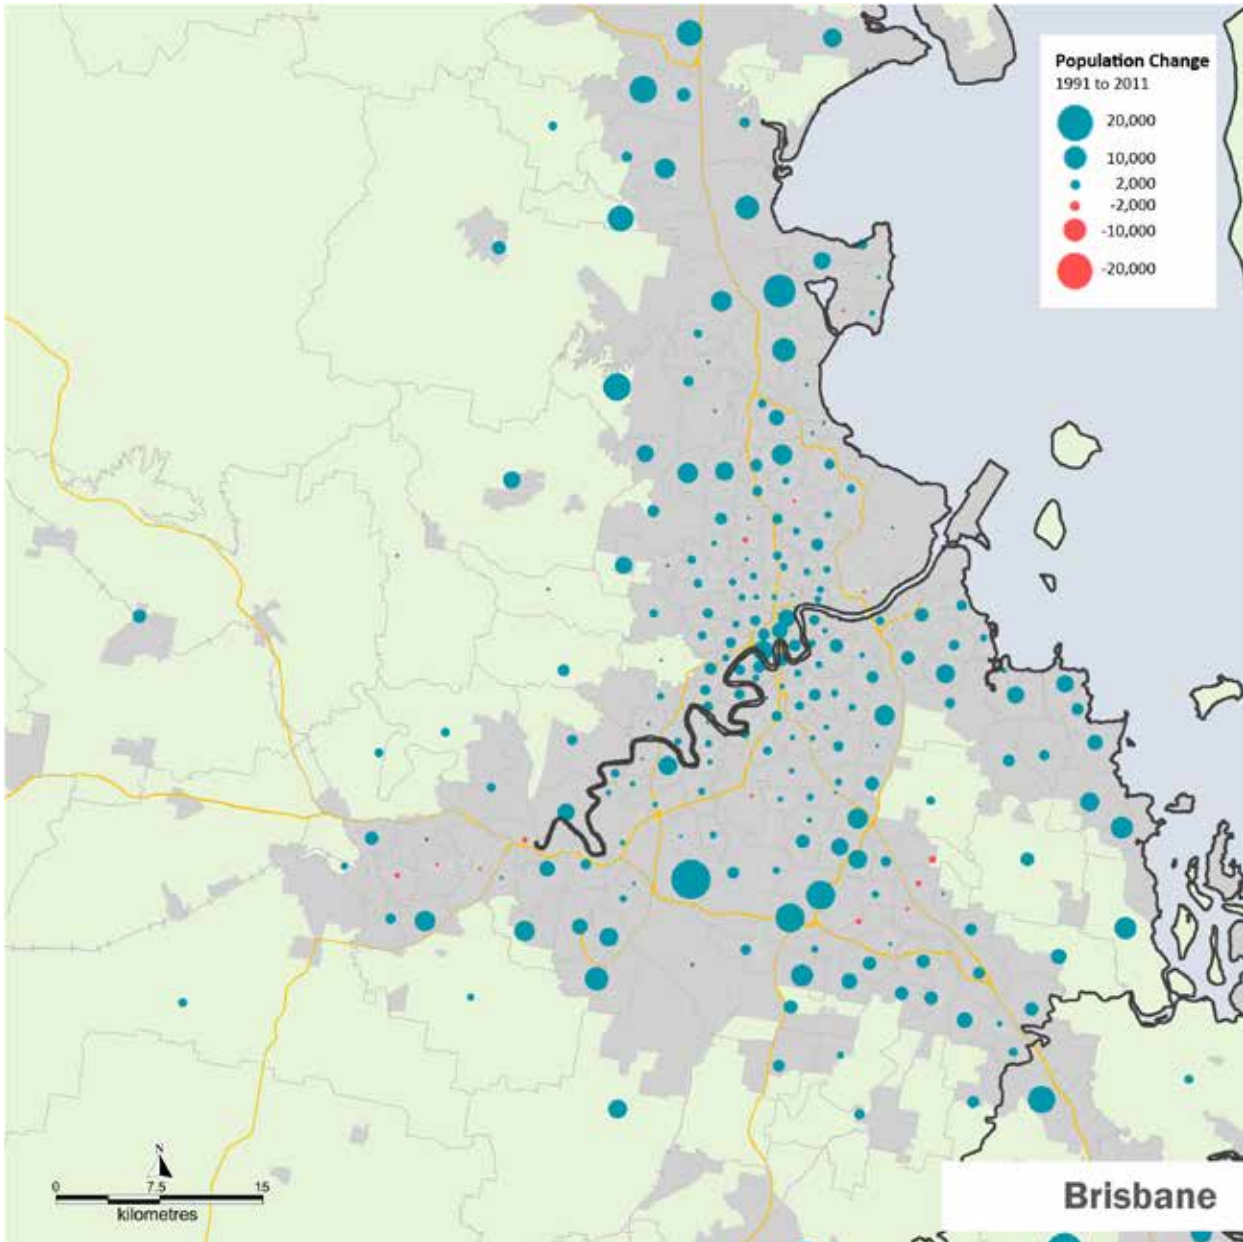 Population Change
1991 to 2011
20,000
10,000
2,000
-2,000
-10,000
-20,000
N
0 7.5 15
kilometres
Brisbane